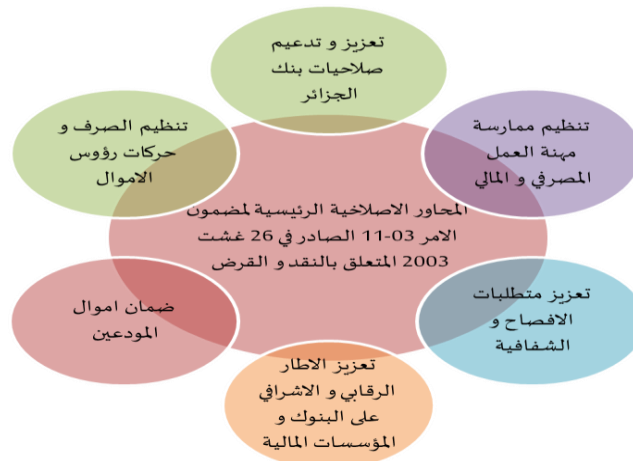 تعزيز و تدعيم
صلاحيات بنك
الجزائر
تنظيم ممارسة
مهنة العمل
المصرفي و المالي
تنظيم الصرف و
حركات رؤوس
الاموال
المحاور الاصلاخية الرئيسية لمضمون
الامر 03-11 الصادر في 26 غشت
2003 المتعلق بالنقد و القرض
تعزيز متطلبات
الافصاح و
الشفافية
ضمان اموال
المودعين
تعزيز الاطار
الرقابي و الاشرافي
على البنوك و
المؤسسات المالية